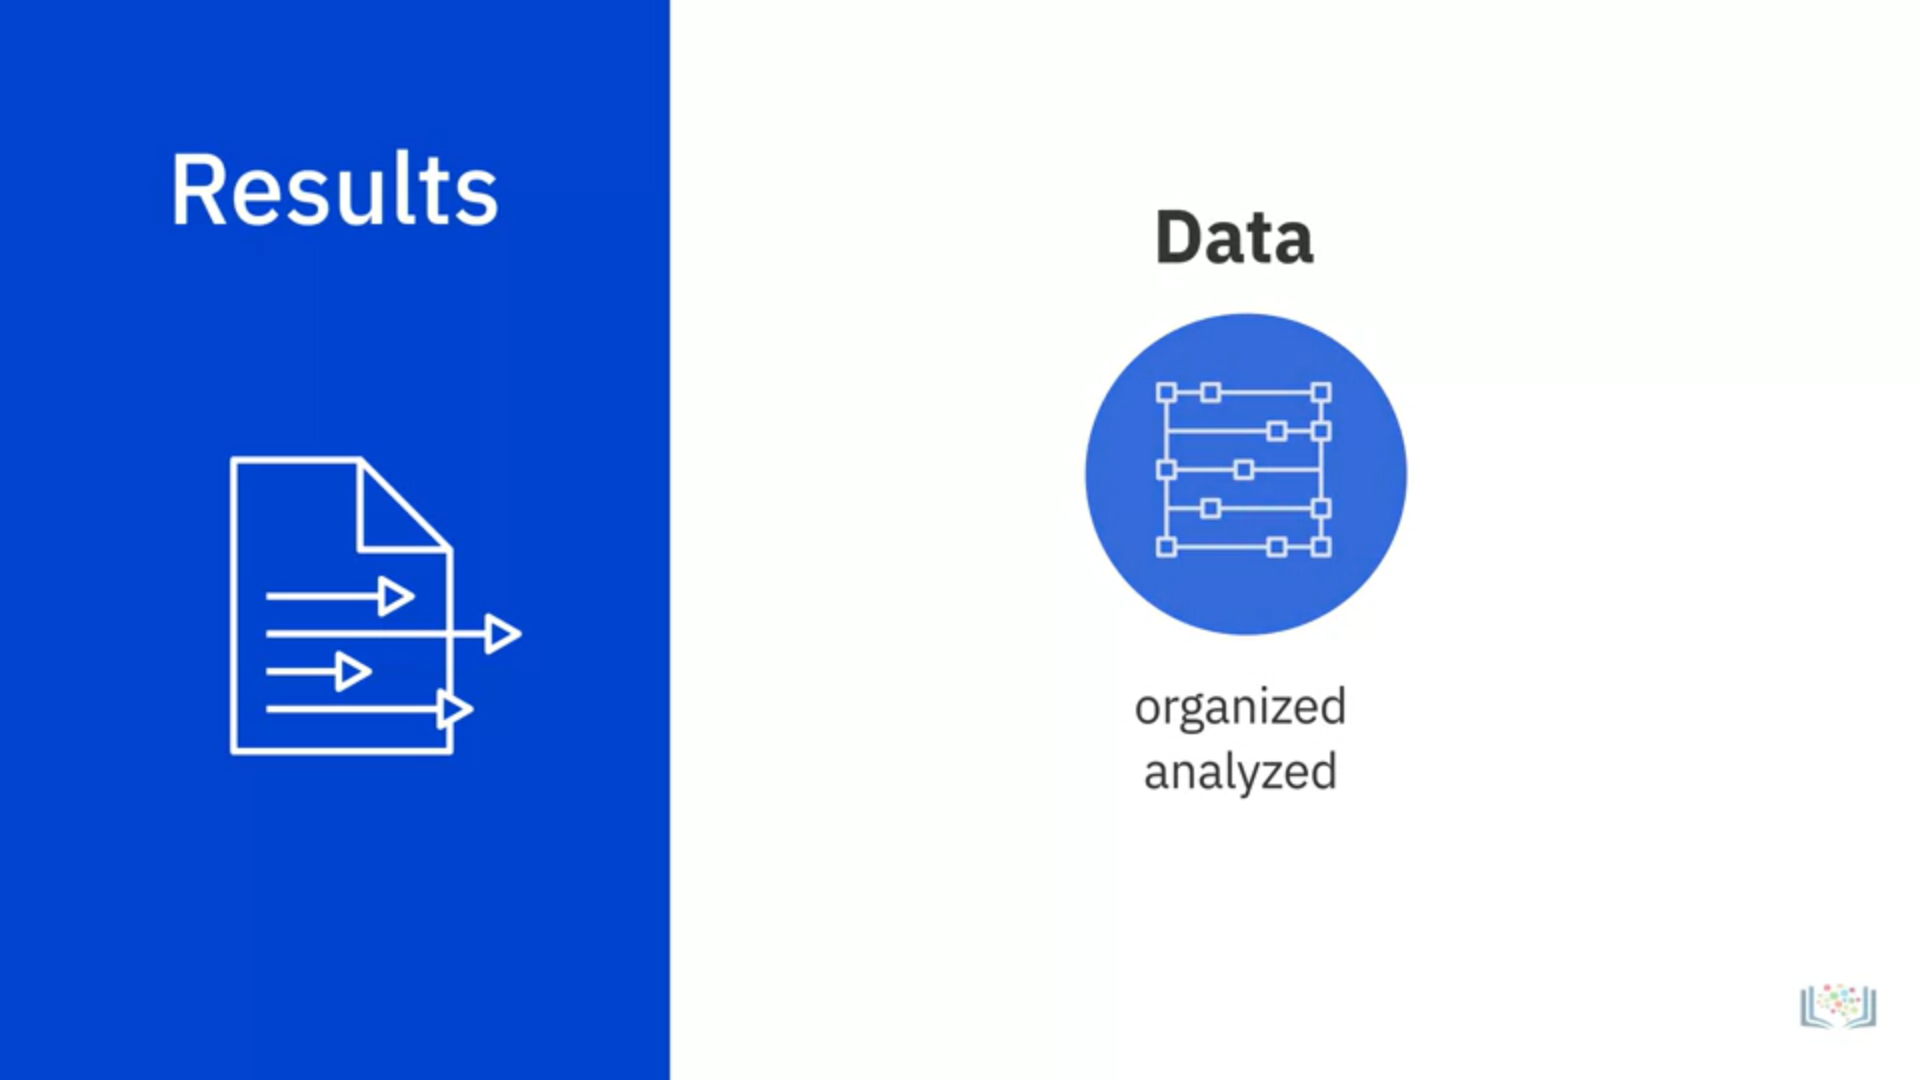 Results
Data
organized
analyzed